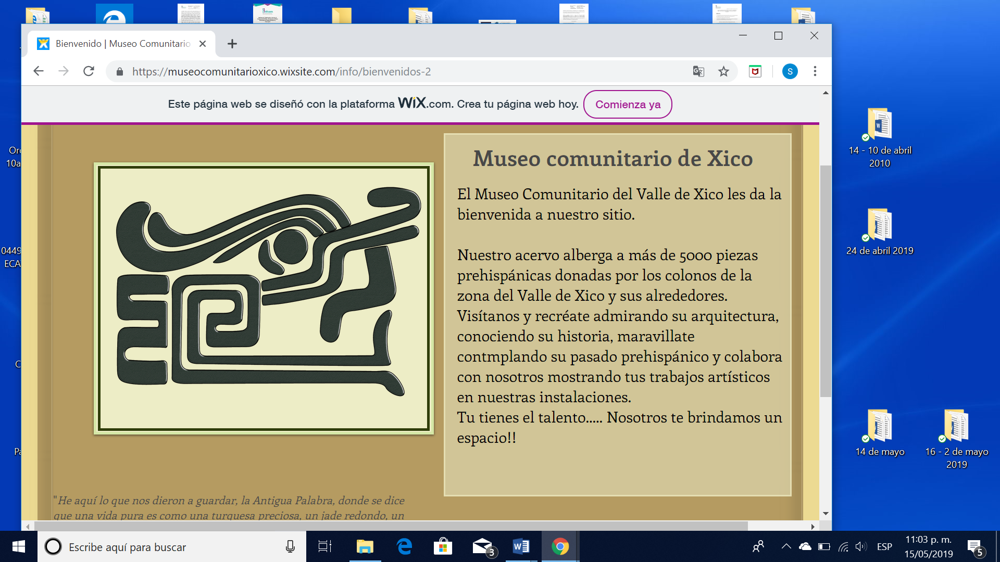 Bienvenido | Museo Comunitario
https://museocomunitarioxico.wixsite.com/info/bienvenidos-2
S
Este página web se diseñó con la plataforma WiX.com. Crea tu página web hoy. Comienza ya
Museo comunitario de Xico
El Museo Comunitario del Valle de Xico les da la
bienvenida a nuestro sitio.
Nuestro acervo alberga a más de 5000 piezas
prehispánicas donadas por los colonos de la
zona del Valle de Xico y sus alrededores.
Visítanos y recréate admirando su arquitectura,
conociendo su historia, maravillate
contmplando su pasado prehispánico y colabora
con nosotros mostrando tus trabajos artísticos
en nuestras instalaciones.
Tu tienes el talento..... Nosotros te brindamos un
espacio!!
"He aquí lo que nos dieron a guardar, la Antigua Palabra, donde se dice
que una vida pura es como una turquesa preciosa, un jade redondo, un
14 - 10 de abril
2010
24 de abril 2019
14 de mayo
16 - 2 de mayo
2019
10a
0449
ECA
Escribe aquí para buscar
3
ESP
11:03 p. m.
15/05/2019
5